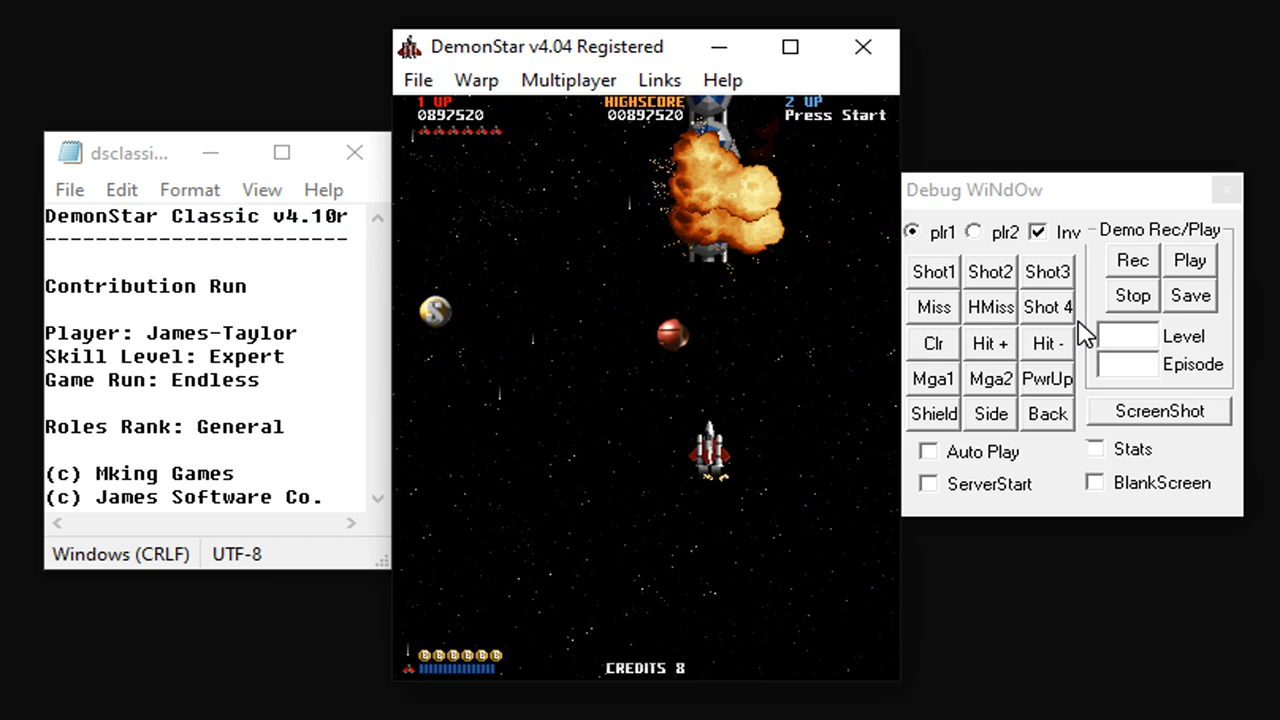 dsclassi...
File Edit Format View Help
DemonStar Classic v4.10r
------------------------
Contribution Run
Player: James-Taylor
Skill Level: Expert
Game Run: Endless
Roles Rank: General
(c) Mking Games
(c) James Software Co.
Windows (CRLF) UTF-8
DemonStar v4.04 Registered
File Warp Multiplayer Links Help
1 UP HIGHSCORE 2 UP
0897520 00897520 Press Start
S
B B B B B B
CREDITS 8
Debug WiNdOw
plr1 plr2 Inv
Demo Rec/Play
Shot1 Shot2 Shot3
Rec Play
Miss HMiss Shot 4
Stop Save
Clr Hit + Hit -
Level
Mga1 Mga2 PwrUp
Episode
Shield Side Back
ScreenShot
Auto Play Stats
ServerStart BlankScreen